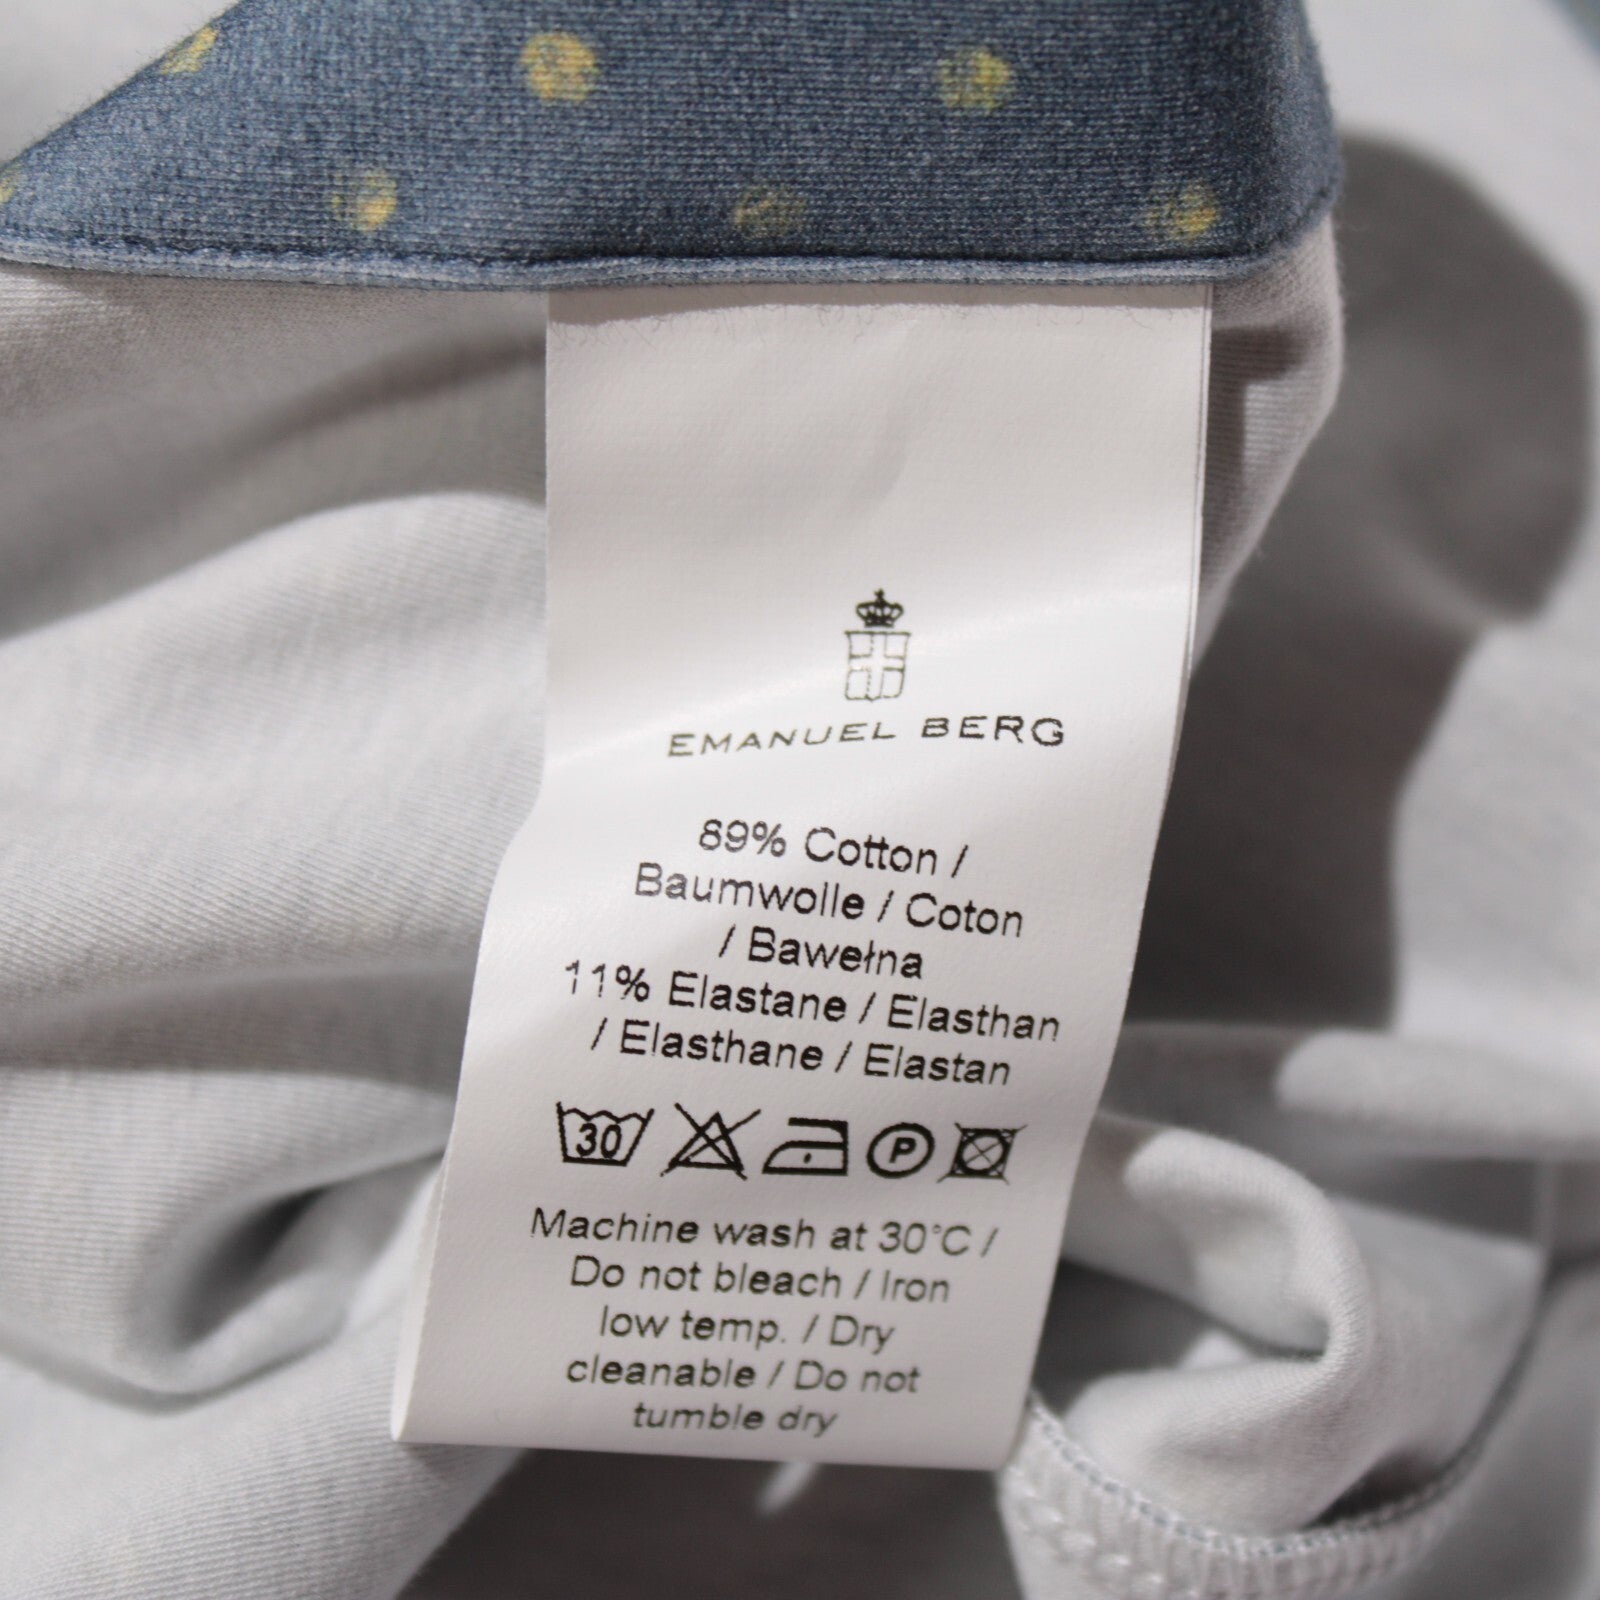 EMANUEL BERG
89% Cotton /
Baumwolle / Coton
/ Bawełna
11% Elastane / Elasthan
/ Elasthane / Elastan
30 P
Machine wash at 30°C /
Do not bleach / Iron
low temp. / Dry
cleanable / Do not
tumble dry